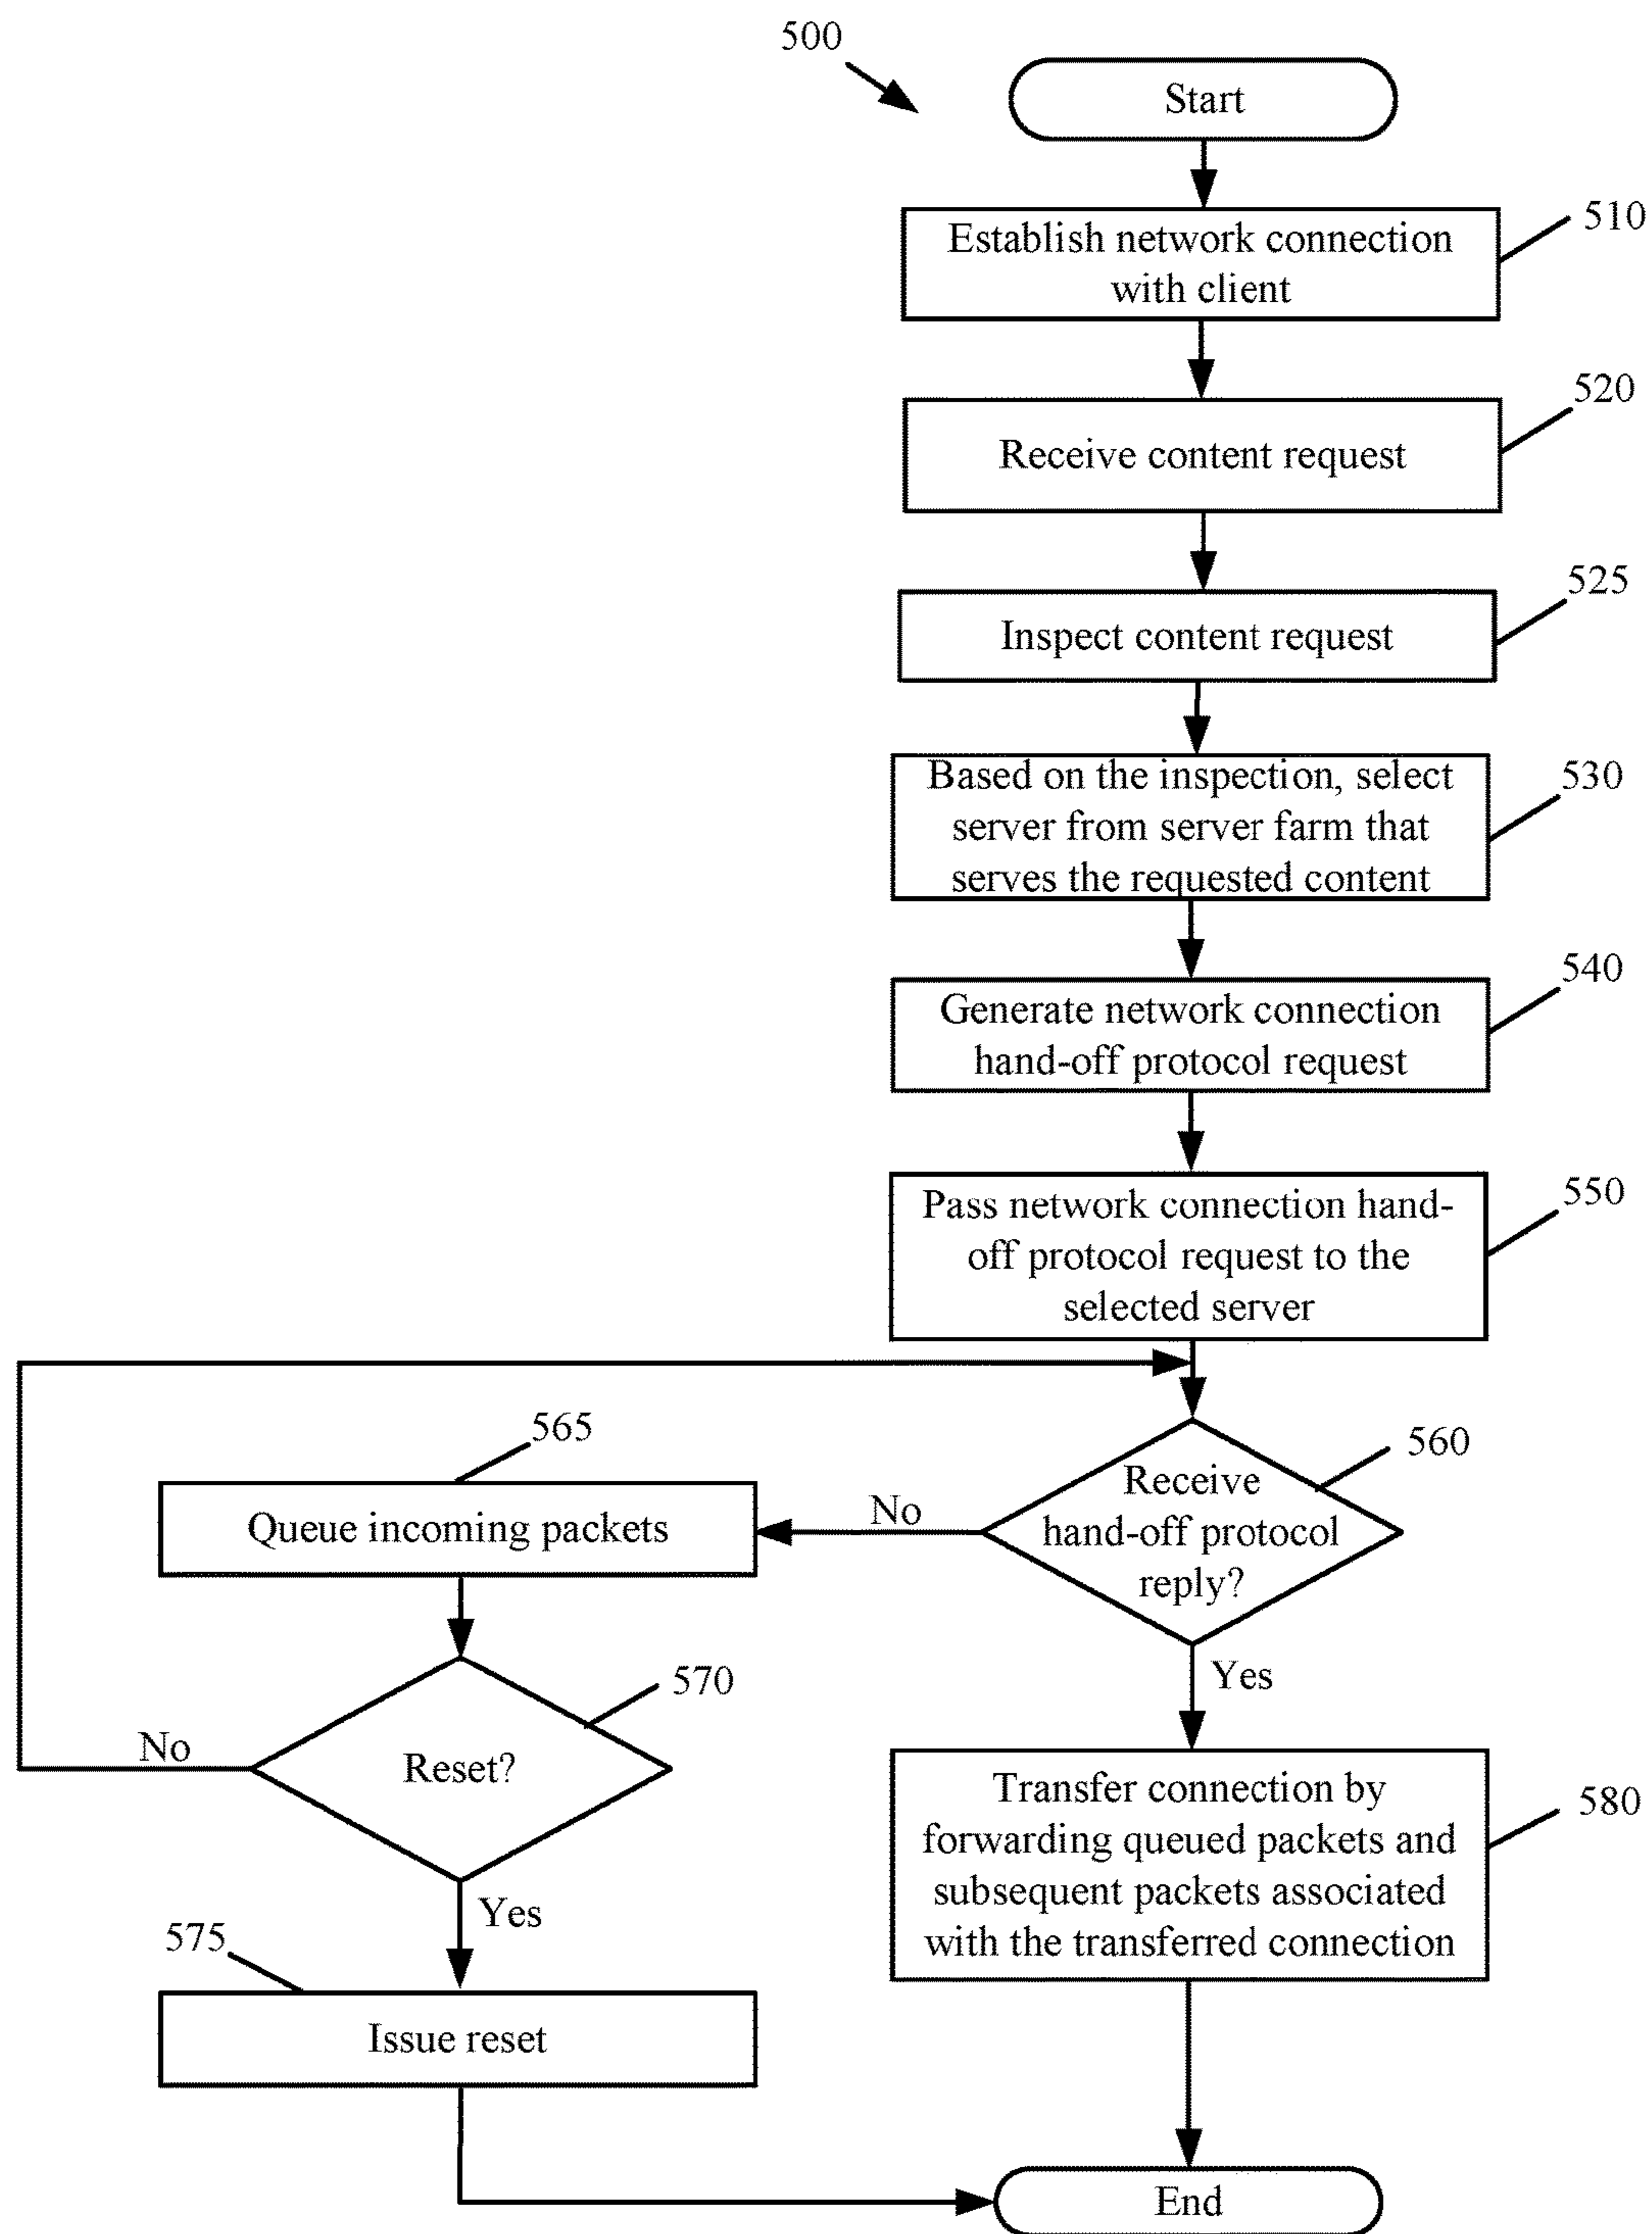 500
Start
Establish network connection
with client
510
Receive content request
520
Inspect content request
525
Based on the inspection, select
server from server farm that
serves the requested content
530
Generate network connection
hand-off protocol request
540
Pass network connection hand-
off protocol request to the
selected server
550
Receive
hand-off protocol
reply?
560
No
Yes
Queue incoming packets
565
Reset?
570
No
Yes
Issue reset
575
Transfer connection by
forwarding queued packets and
subsequent packets associated
with the transferred connection
580
End